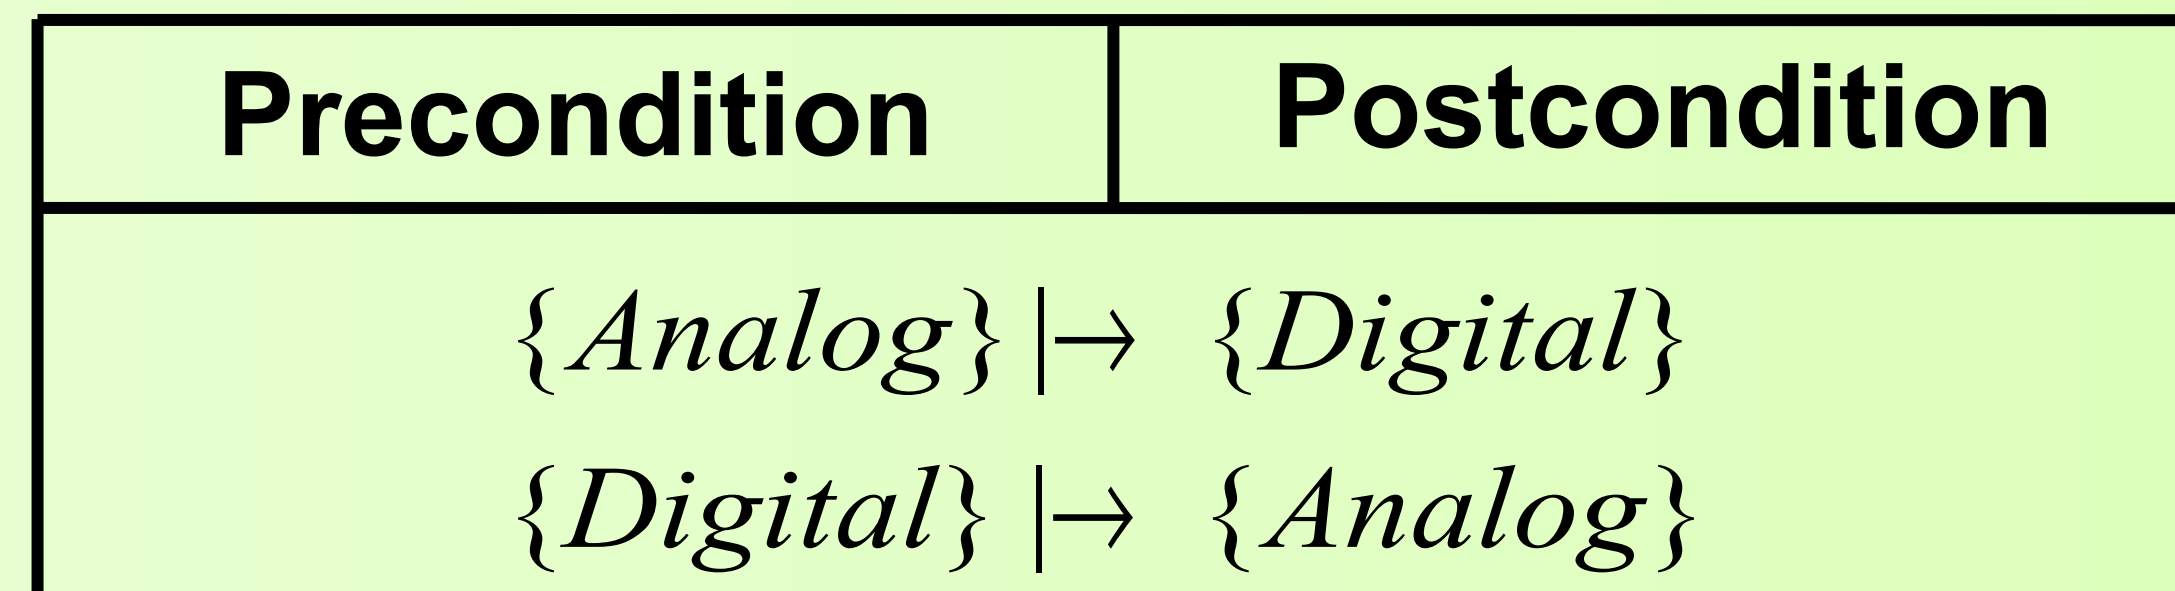 Precondition Postcondition
{Analog} |→ {Digital}
{Digital} |→ {Analog}